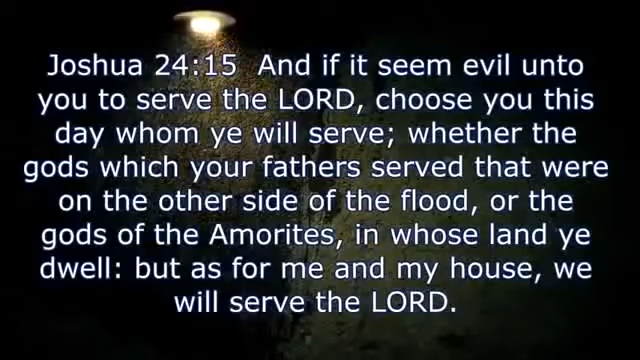 Joshua 24:15  And if it seem evil unto
you to serve the LORD, choose you this
day whom ye will serve; whether the
gods which your fathers served that were
on the other side of the flood, or the
gods of the Amorites, in whose land ye
dwell: but as for me and my house, we
will serve the LORD.